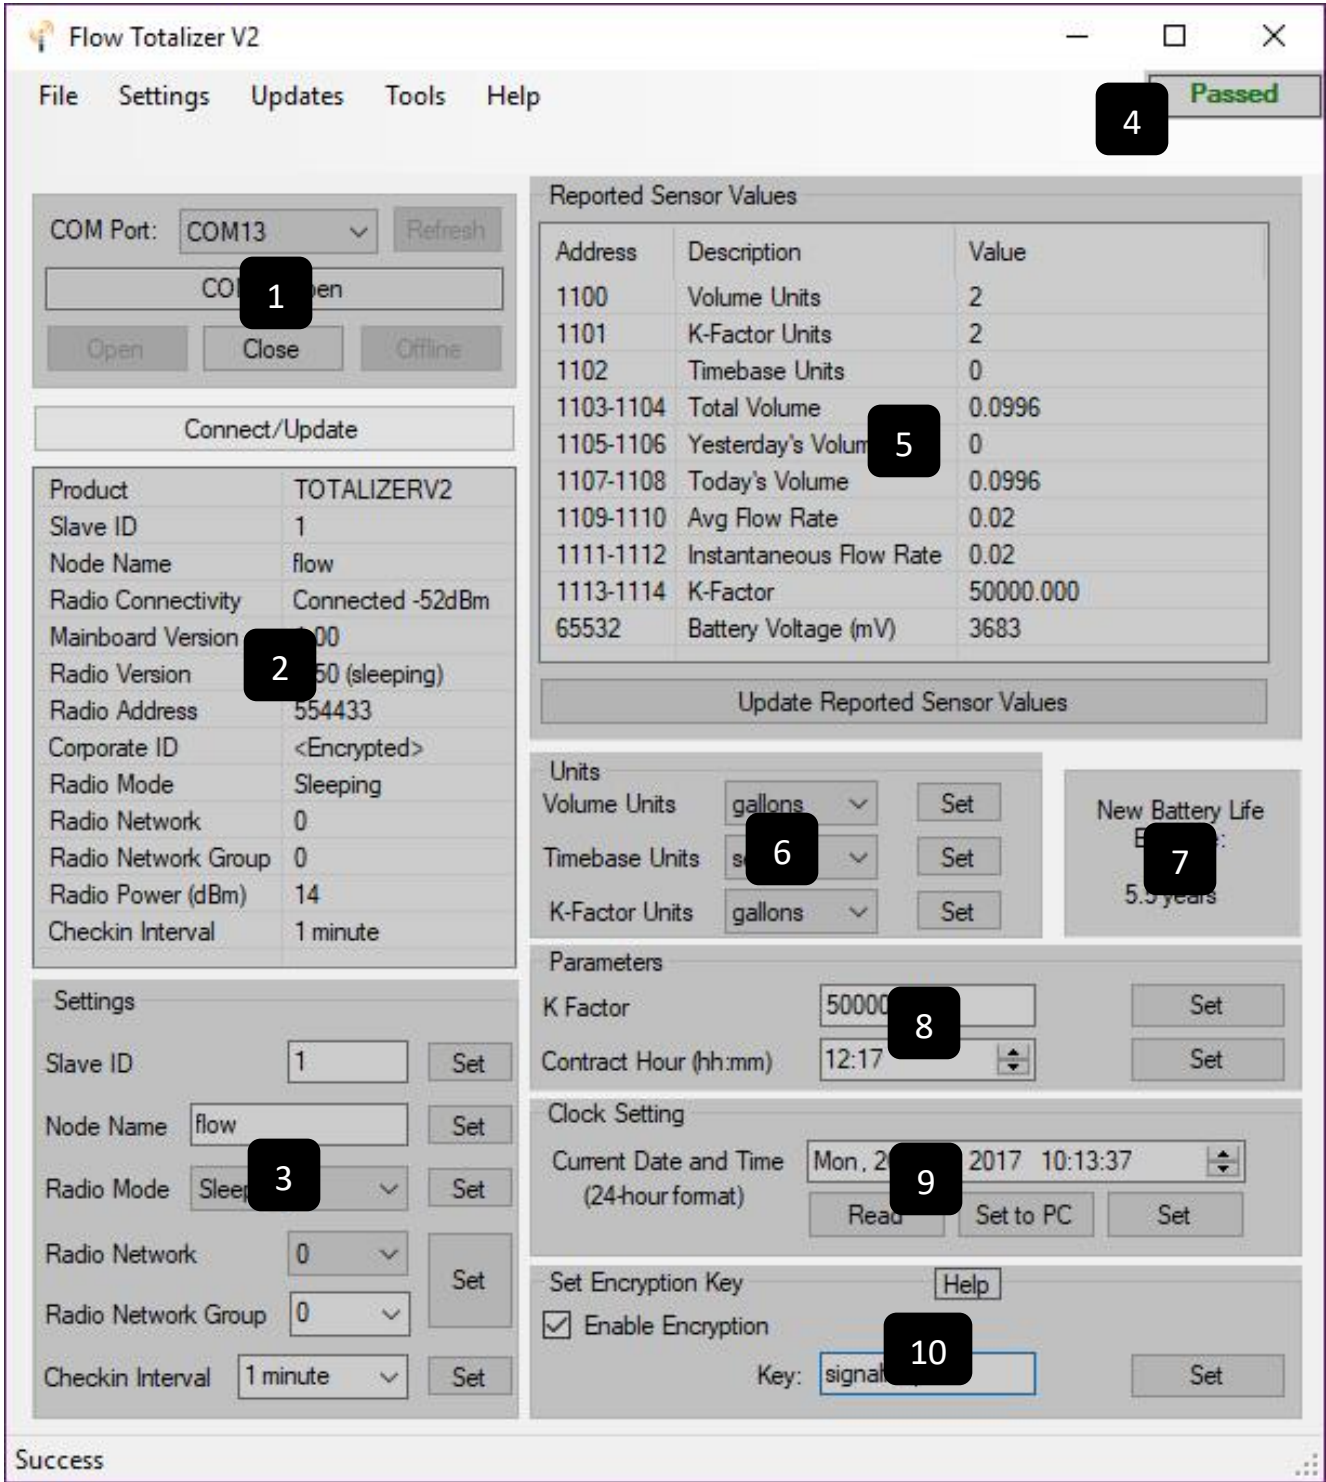 Flow Totalizer V2
File Settings Updates Tools Help
Passed
4
COM Port: COM13 Refresh
1
Open Close Offline
Connect/Update
Product TOTALIZERV2
Slave ID 1
Node Name flow
Radio Connectivity Connected -52dBm
Mainboard Version
Radio Version (sleeping)
2
Radio Address 554433
Corporate ID <Encrypted>
Radio Mode Sleeping
Radio Network 0
Radio Network Group 0
Radio Power (dBm) 14
Checkin Interval 1 minute
Settings
Slave ID 1 Set
Node Name flow Set
Radio Mode Set
3
Radio Network 0
Set
Radio Network Group 0
Checkin Interval 1 minute Set
Reported Sensor Values
Address Description Value
1100 Volume Units 2
1101 K-Factor Units 2
1102 Timebase Units 0
1103-1104 Total Volume 0.0996
1105-1106 Yesterday's 0
5
1107-1108 Today's Volume 0.0996
1109-1110 Avg Flow Rate 0.02
1111-1112 Instantaneous Flow Rate 0.02
1113-1114 K-Factor 50000.000
65532 Battery Voltage (mV) 3683
Update Reported Sensor Values
Units
Volume Units gallons Set
Timebase Units Set
6
K-Factor Units gallons Set
New Battery Life
7
5.5 years
Parameters
K Factor Set
8
Contract Hour (hh:mm) 12:17 Set
Clock Setting
Current Date and Time Mon, 2017 10:13:37
(24-hour format)
9
Read Set to PC Set
Set Encryption Key Help
Enable Encryption
10
Key: Set
Success